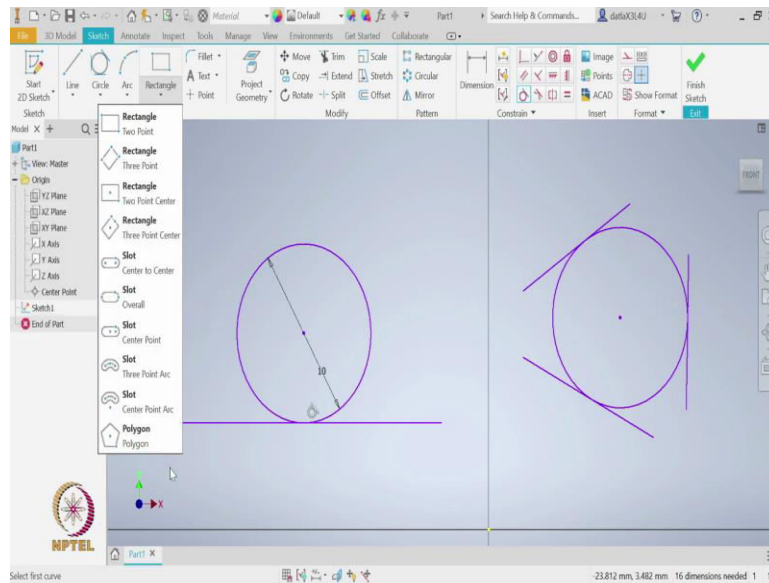 Material
Default
fx
Part1
Search Help & Commands...
datlaX3L4U
File 3D Model Sketch Annotate Inspect Tools Manage View Environments Get Started Collaborate
Start
2D Sketch
Line
Circle
Arc
Rectangle
Fillet
Text
Point
Project
Geometry
Move Trim Scale
Copy Extend Stretch
Rotate Split Offset
Rectangular
Circular
Mirror
Dimension
Image
Points
ACAD
Show Format
Finish
Sketch
Sketch Modify Pattern Constrain Insert Format Exit
Model
Part1
View: Master
Origin
YZ Plane
XZ Plane
XY Plane
X Axis
Y Axis
Z Axis
Center Point
Sketch1
End of Part
Rectangle
Two Point
Rectangle
Three Point
Rectangle
Two Point Center
Rectangle
Three Point Center
Slot
Center to Center
Slot
Overall
Slot
Center Point
Slot
Three Point Arc
Slot
Center Point Arc
Polygon
Polygon
10
FRONT
X
NPTEL
Part1
Select first curve
-23.812 mm, 3.482 mm 16 dimensions needed 1